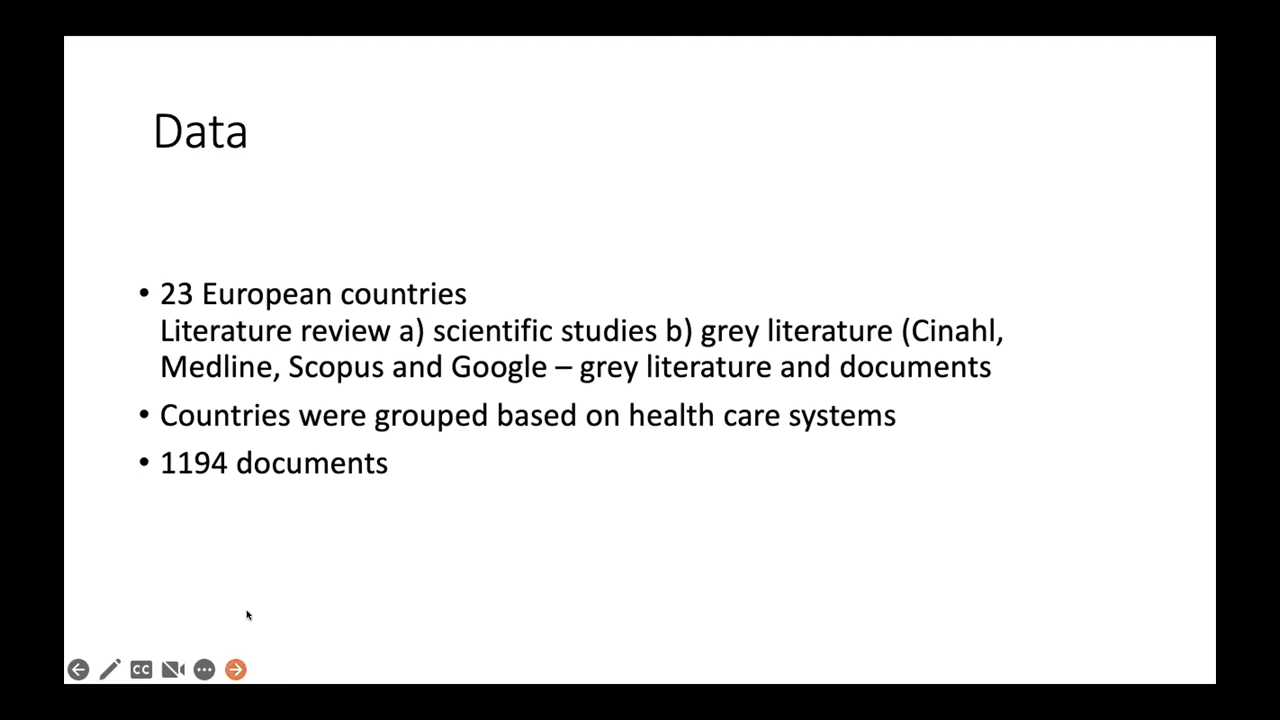 Data
• 23 European countries
Literature review a) scientific studies b) grey literature (Cinahl,
Medline, Scopus and Google – grey literature and documents
• Countries were grouped based on health care systems
• 1194 documents
CC